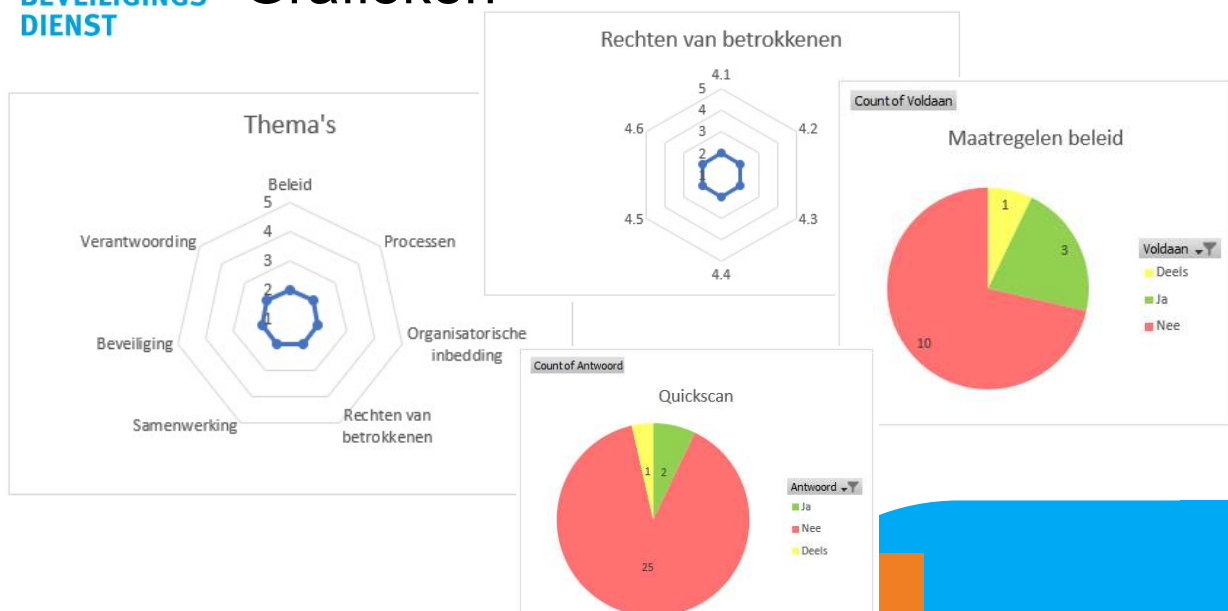 BEVEILIGINGS
DIENST
Grafieken
Thema's
Beleid
Processen
Organisatorische
inbedding
Rechten van
betrokkenen
Samenwerking
Beveiliging
Verantwoording
5
4
3
2
1
Rechten van betrokkenen
4.1
4.2
4.3
4.4
4.5
4.6
5
4
3
2
1
Count of Voldaan
Maatregelen beleid
1
3
10
Voldaan
Deels
Ja
Nee
Count of Antwoord
Quickscan
1
2
25
Antwoord
Ja
Nee
Deels